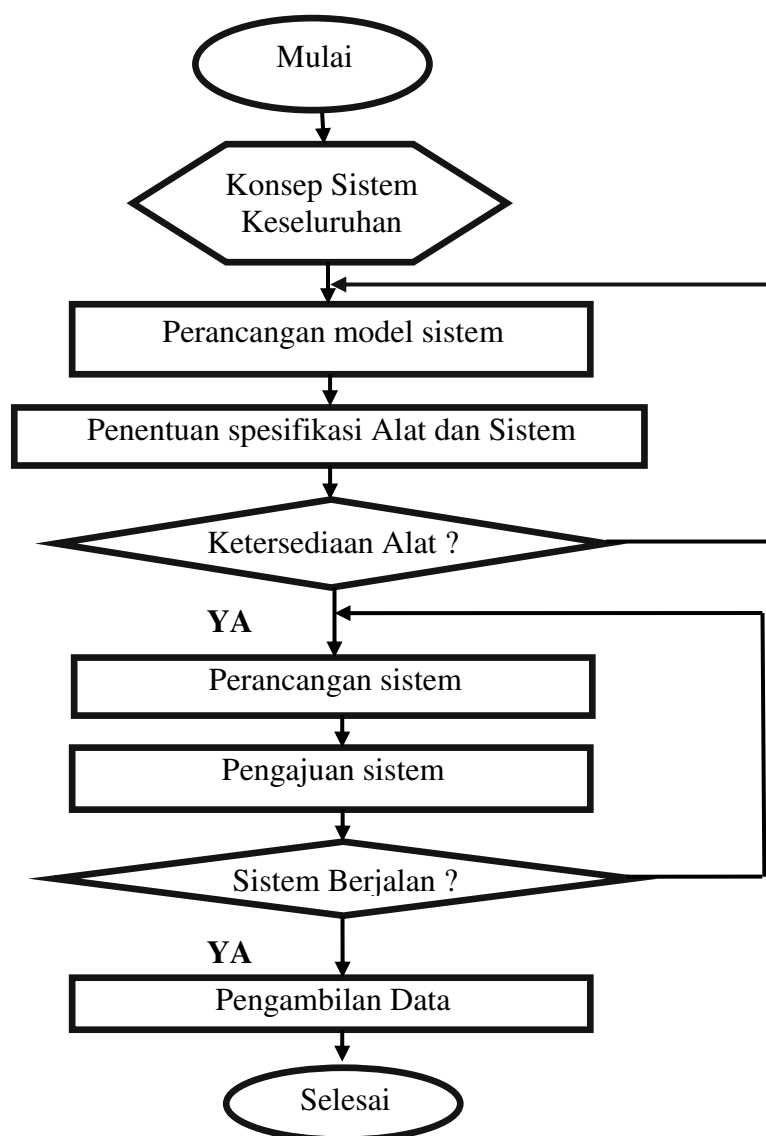 Mulai
Konsep Sistem
Keseluruhan
Perancangan model sistem
Penentuan spesifikasi Alat dan Sistem
Ketersediaan Alat ?
YA
Perancangan sistem
Pengajuan sistem
Sistem Berjalan ?
YA
Pengambilan Data
Selesai